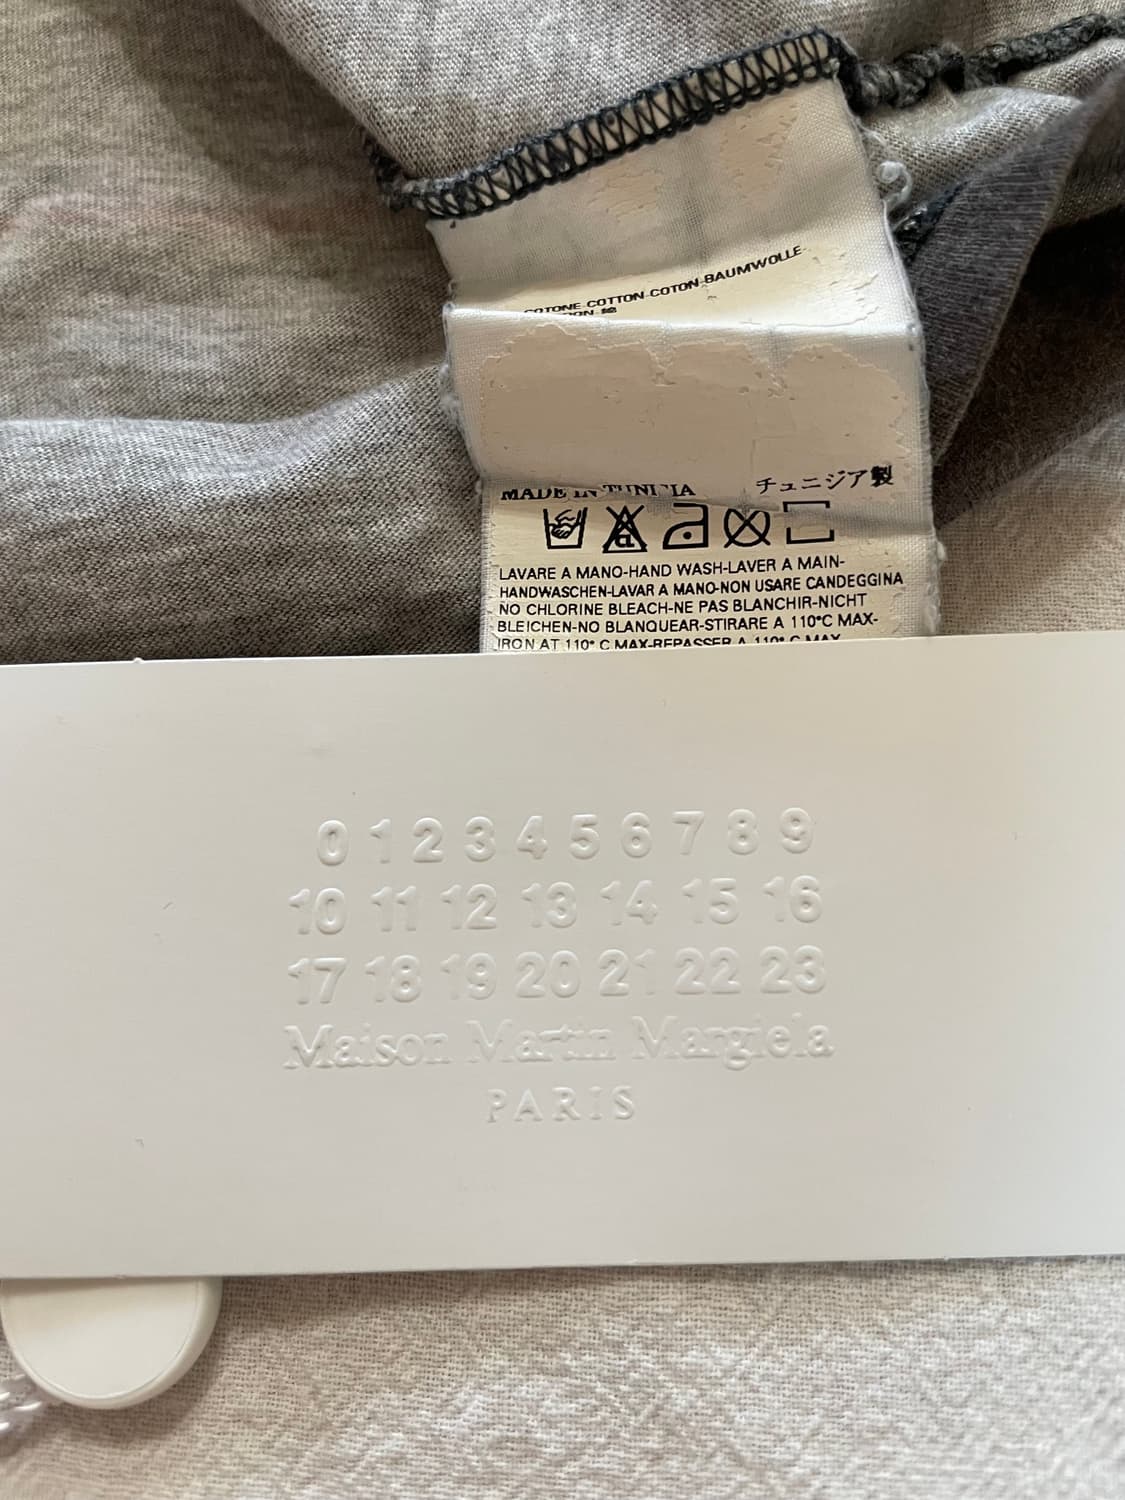 COTONE-COTTON-COTON-BAUMWOLLE-
綿
MADE IN TUNISIA チュニジア製
LAVARE A MANO-HAND WASH-LAVER A MAIN-
HANDWASCHEN-LAVAR A MANO-NON USARE CANDEGGINA
NO CHLORINE BLEACH-NE PAS BLANCHIR-NICHT
BLEICHEN-NO BLANQUEAR-STIRARE A 110°C MAX-
IRON AT 110° C MAX-REPASSER A 110° C MAX
0 1 2 3 4 5 6 7 8 9
10 11 12 13 14 15 16
17 18 19 20 21 22 23
Maison Martin Margiela
PARIS